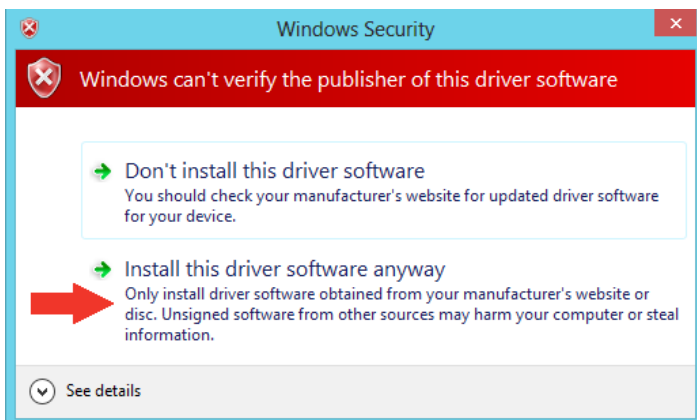 Windows Security
Windows can't verify the publisher of this driver software
Don't install this driver software
You should check your manufacturer's website for updated driver software
for your device.
Install this driver software anyway
Only install driver software obtained from your manufacturer's website or
disc. Unsigned software from other sources may harm your computer or steal
information.
See details